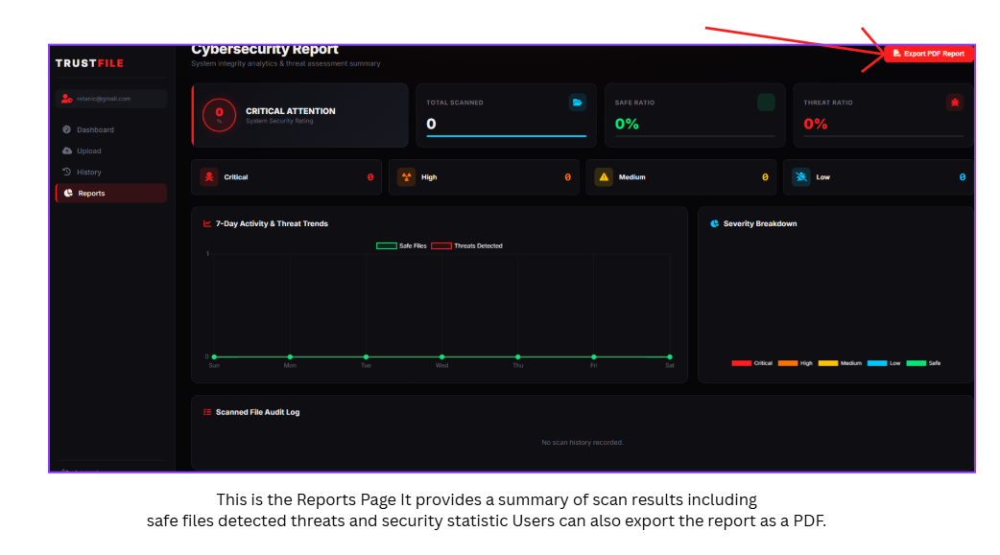 Cybersecurity Report
TRUSTFILE
System integrity analytics & threat assessment summary
Export PDF Report
retaric@gmail.com
Dashboard
Upload
History
Reports
0
%
CRITICAL ATTENTION
System Security Rating
TOTAL SCANNED
0
SAFE RATIO
0%
THREAT RATIO
0%
Critical 0
High 0
Medium 0
Low 0
7-Day Activity & Threat Trends
Safe Files Threats Detected
1
0
Sun Mon Tue Wed Thu Fri Sat
Severity Breakdown
Critical High Medium Low Safe
Scanned File Audit Log
No scan history recorded.
This is the Reports Page It provides a summary of scan results including
safe files detected threats and security statistic Users can also export the report as a PDF.